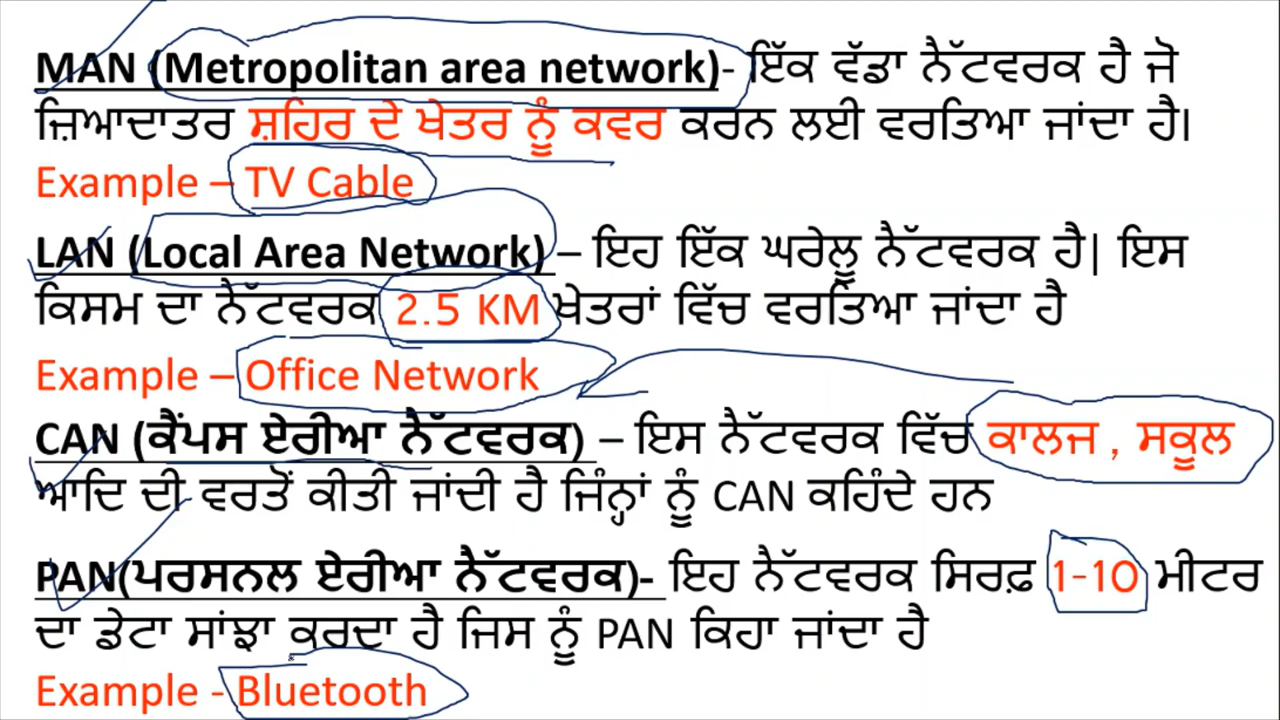 MAN (Metropolitan area network)- ਇੱਕ ਵੱਡਾ ਨੈੱਟਵਰਕ ਹੈ ਜੋ
ਜ਼ਿਆਦਾਤਰ ਸ਼ਹਿਰ ਦੇ ਖੇਤਰ ਨੂੰ ਕਵਰ ਕਰਨ ਲਈ ਵਰਤਿਆ ਜਾਂਦਾ ਹੈ।
Example – TV Cable
LAN (Local Area Network) – ਇਹ ਇੱਕ ਘਰੇਲੂ ਨੈੱਟਵਰਕ ਹੈ| ਇਸ
ਕਿਸਮ ਦਾ ਨੈੱਟਵਰਕ 2.5 KM ਖੇਤਰਾਂ ਵਿੱਚ ਵਰਤਿਆ ਜਾਂਦਾ ਹੈ
Example – Office Network
CAN (ਕੈਂਪਸ ਏਰੀਆ ਨੈੱਟਵਰਕ) – ਇਸ ਨੈੱਟਵਰਕ ਵਿੱਚ ਕਾਲਜ , ਸਕੂਲ
ਆਦਿ ਦੀ ਵਰਤੋਂ ਕੀਤੀ ਜਾਂਦੀ ਹੈ ਜਿੰਨ੍ਹਾਂ ਨੂੰ CAN ਕਹਿੰਦੇ ਹਨ
PAN(ਪਰਸਨਲ ਏਰੀਆ ਨੈੱਟਵਰਕ)- ਇਹ ਨੈੱਟਵਰਕ ਸਿਰਫ਼ 1-10 ਮੀਟਰ
ਦਾ ਡੇਟਾ ਸਾਂਝਾ ਕਰਦਾ ਹੈ ਜਿਸ ਨੂੰ PAN ਕਿਹਾ ਜਾਂਦਾ ਹੈ
Example - Bluetooth